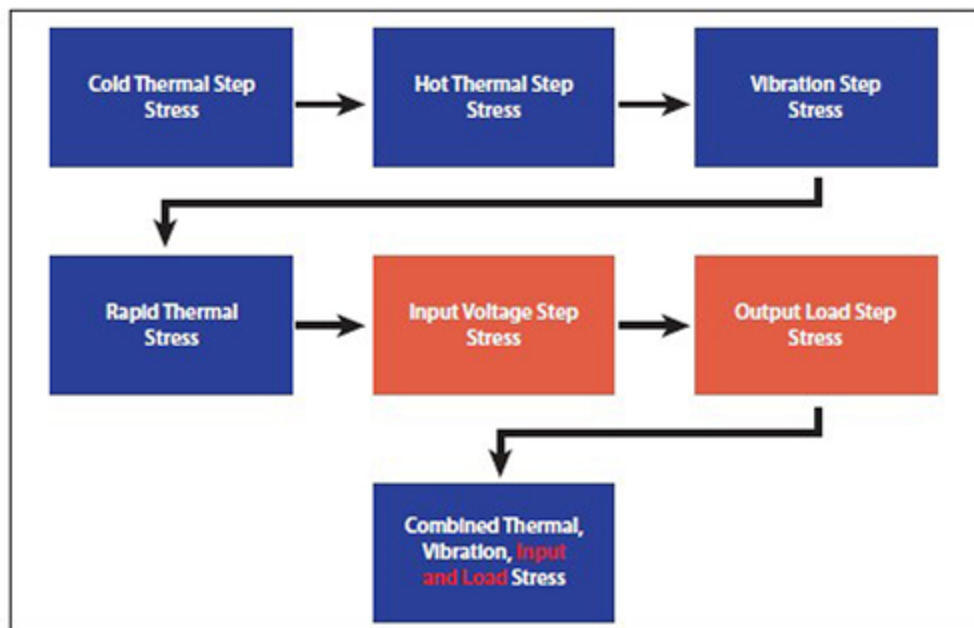 Cold Thermal Step
Stress
Hot Thermal Step
Stress
Vibration Step
Stress
Rapid Thermal
Stress
Input Voltage Step
Stress
Output Load Step
Stress
Combined Thermal,
Vibration, Input
and Load Stress